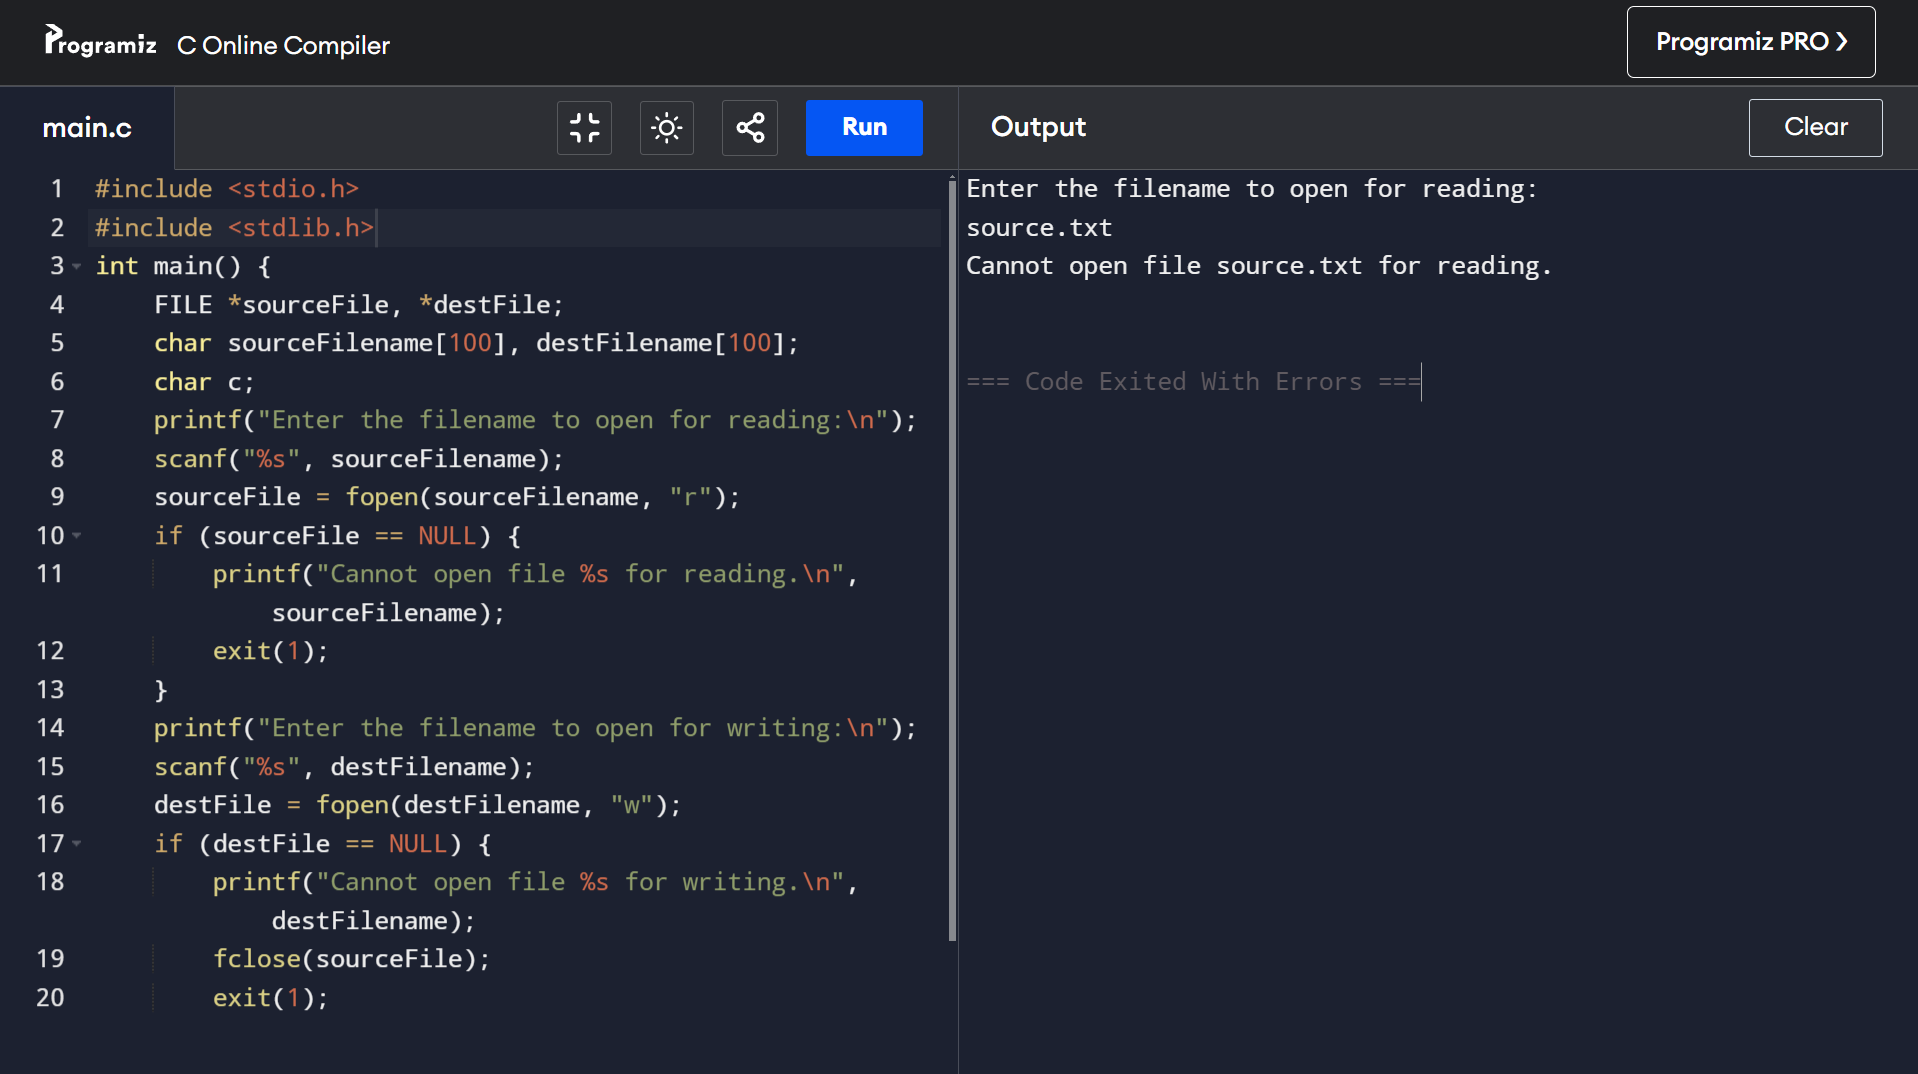 Programiz C Online Compiler
Programiz PRO ❯
main.c
Run
Output
Clear
1 #include <stdio.h>
2 #include <stdlib.h>
3 int main() {
4 FILE *sourceFile, *destFile;
5 char sourceFilename[100], destFilename[100];
6 char c;
7 printf("Enter the filename to open for reading:\n");
8 scanf("%s", sourceFilename);
9 sourceFile = fopen(sourceFilename, "r");
10 if (sourceFile == NULL) {
11 printf("Cannot open file %s for reading.\n",
sourceFilename);
12 exit(1);
13 }
14 printf("Enter the filename to open for writing:\n");
15 scanf("%s", destFilename);
16 destFile = fopen(destFilename, "w");
17 if (destFile == NULL) {
18 printf("Cannot open file %s for writing.\n",
destFilename);
19 fclose(sourceFile);
20 exit(1);
Enter the filename to open for reading:
source.txt
Cannot open file source.txt for reading.
=== Code Exited With Errors ===